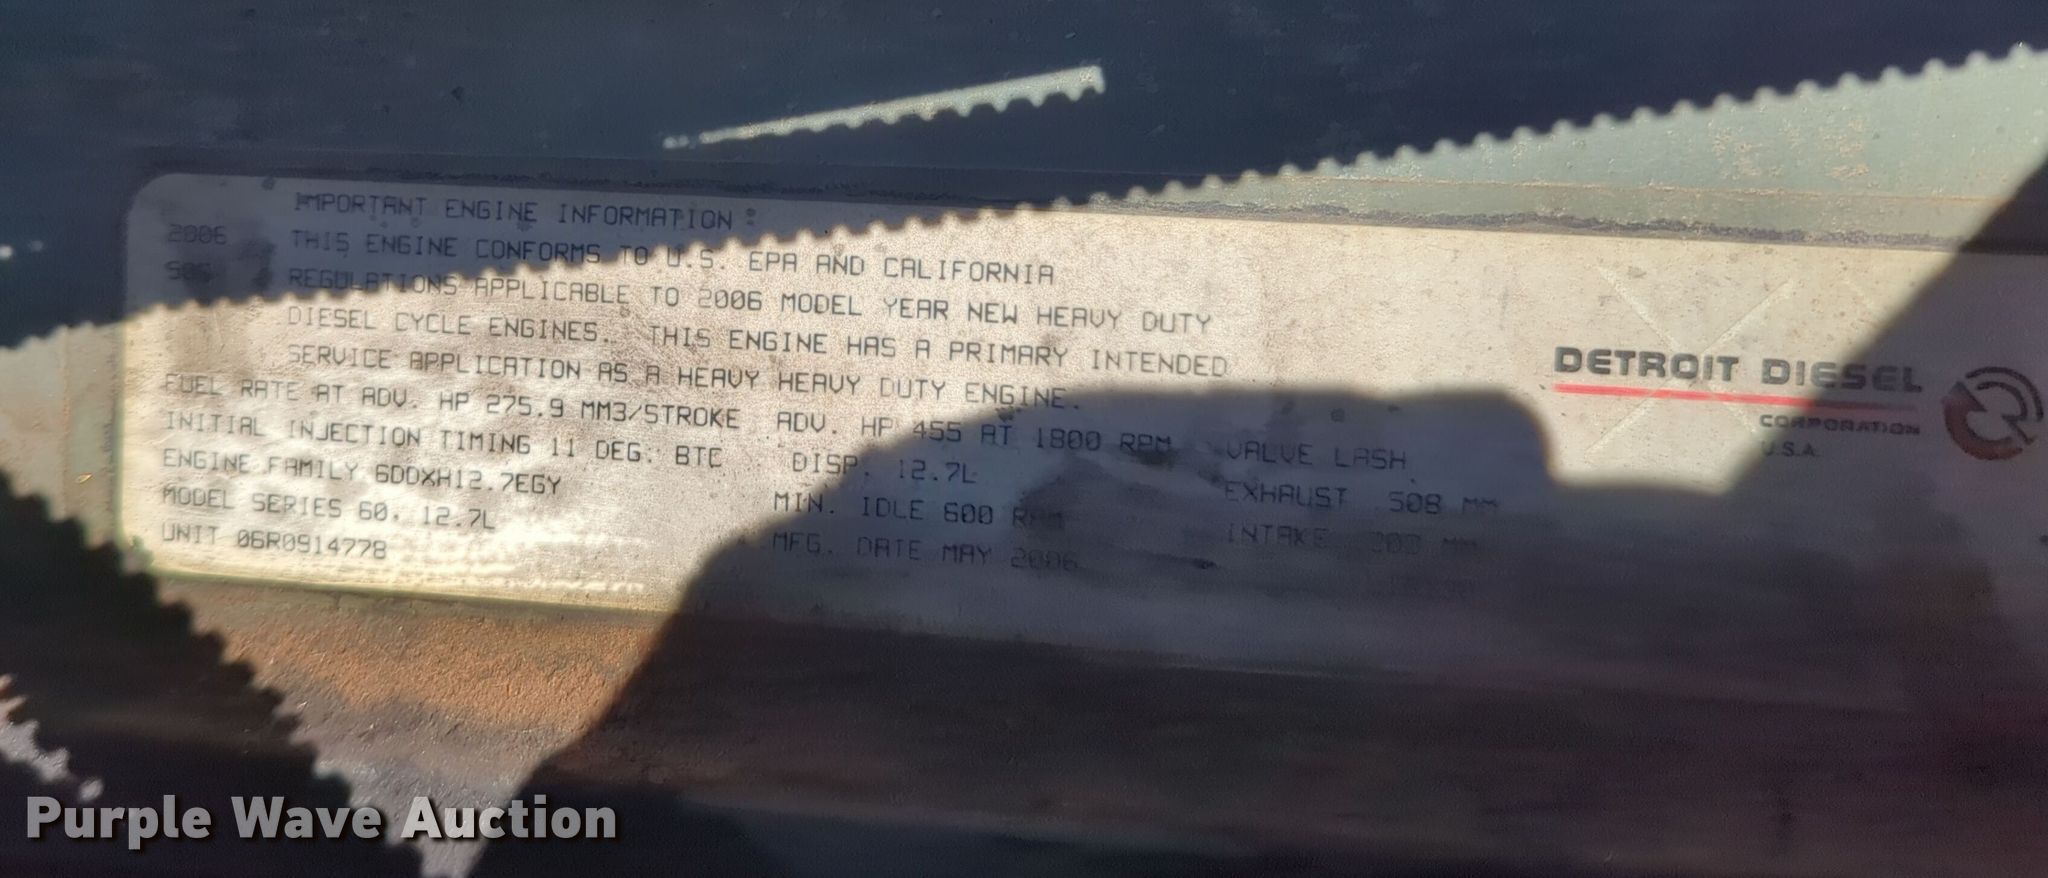 IMPORTANT ENGINE INFORMATION
2006 THIS ENGINE CONFORMS TO U.S. EPA AND CALIFORNIA
REGULATIONS APPLICABLE TO 2006 MODEL YEAR NEW HEAVY DUTY
DIESEL CYCLE ENGINES. THIS ENGINE HAS A PRIMARY INTENDED
SERVICE APPLICATION AS A HEAVY HEAVY DUTY ENGINE.
FUEL RATE AT ADV. HP 275.9 MM3/STROKE ADV. HP 455 AT 1800 RPM
INITIAL INJECTION TIMING 11 DEG. BTC DISP. 12.7L VALVE LASH
ENGINE FAMILY 6DDXH12.7EGY MIN. IDLE 600 RPM EXHAUST .508 MM
MODEL SERIES 60, 12.7L MFG. DATE MAY 2006 INTAKE MM
UNIT 06R0914778
DETROIT DIESEL
CORPORATION
U.S.A.
Purple Wave Auction